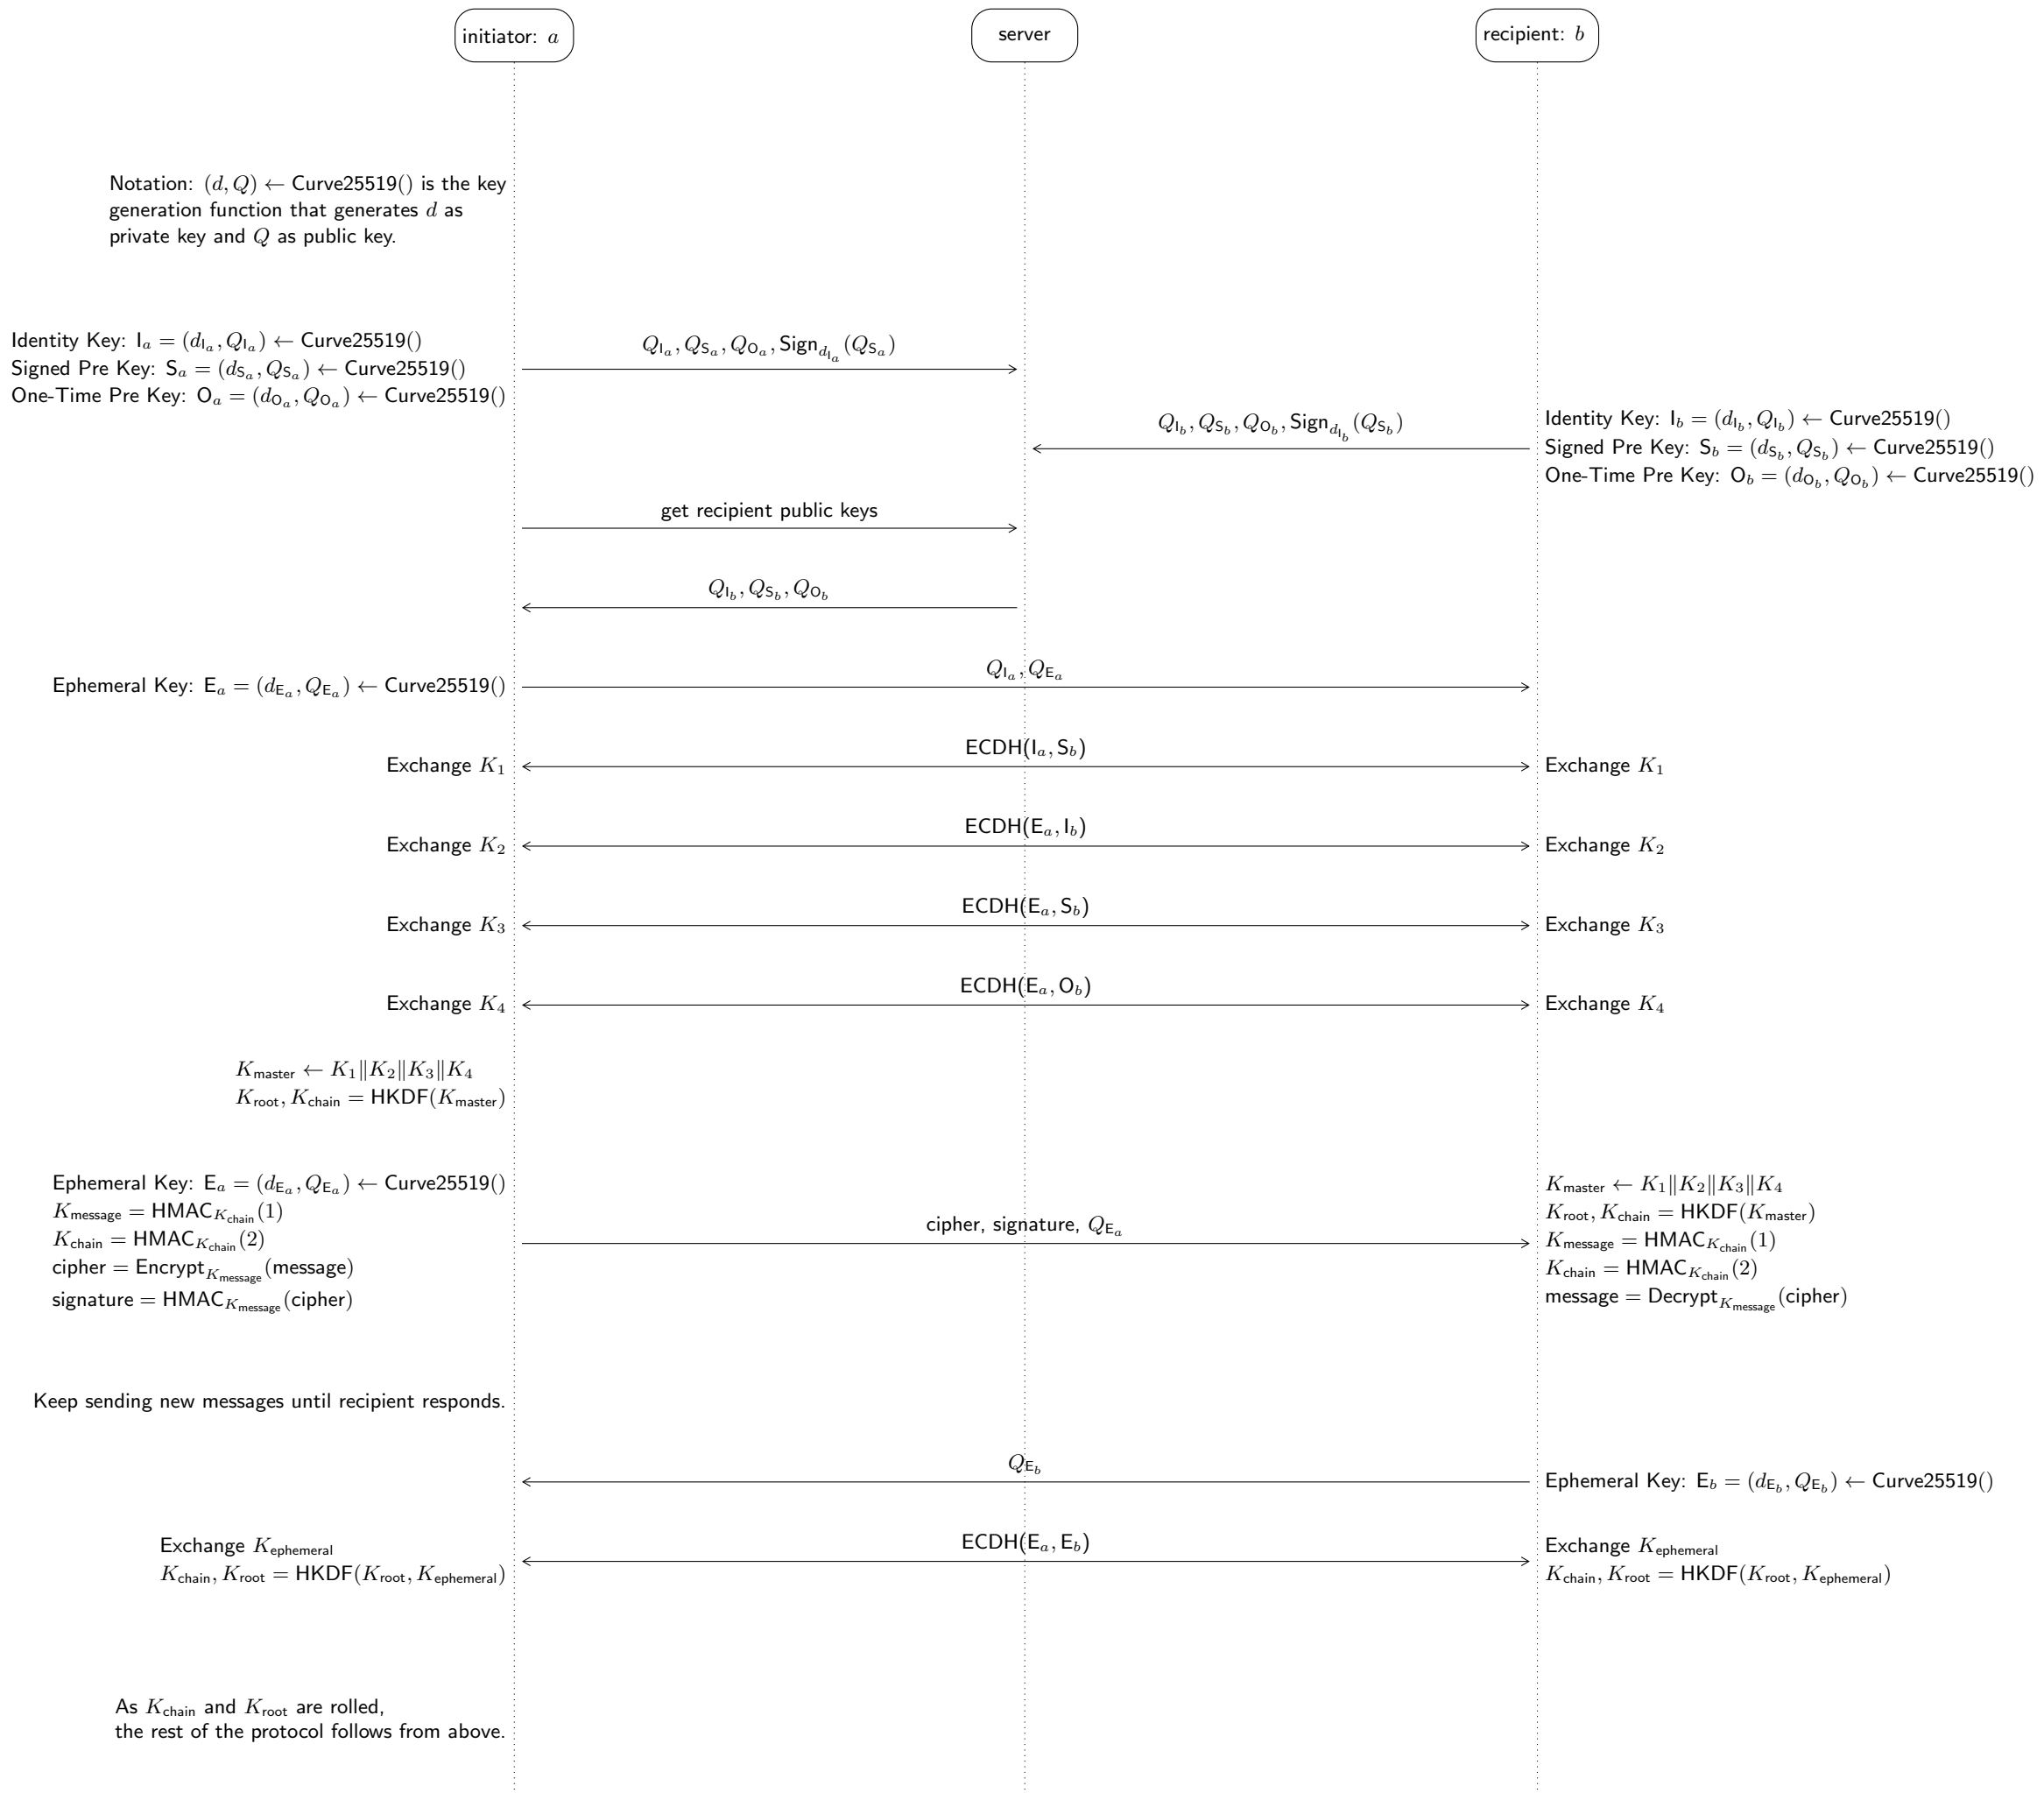 initiator: a
server
recipient: b
Notation: (d, Q) ← Curve25519() is the key
generation function that generates d as
private key and Q as public key.
Identity Key: I_a = (d_{I_a}, Q_{I_a}) ← Curve25519()
Signed Pre Key: S_a = (d_{S_a}, Q_{S_a}) ← Curve25519()
One-Time Pre Key: O_a = (d_{O_a}, Q_{O_a}) ← Curve25519()
Q_{I_a}, Q_{S_a}, Q_{O_a}, Sign_{d_{I_a}}(Q_{S_a})
Q_{I_b}, Q_{S_b}, Q_{O_b}, Sign_{d_{I_b}}(Q_{S_b})
Identity Key: I_b = (d_{I_b}, Q_{I_b}) ← Curve25519()
Signed Pre Key: S_b = (d_{S_b}, Q_{S_b}) ← Curve25519()
One-Time Pre Key: O_b = (d_{O_b}, Q_{O_b}) ← Curve25519()
get recipient public keys
Q_{I_b}, Q_{S_b}, Q_{O_b}
Ephemeral Key: E_a = (d_{E_a}, Q_{E_a}) ← Curve25519()
Q_{I_a}, Q_{E_a}
Exchange K_1
ECDH(I_a, S_b)
Exchange K_1
Exchange K_2
ECDH(E_a, I_b)
Exchange K_2
Exchange K_3
ECDH(E_a, S_b)
Exchange K_3
Exchange K_4
ECDH(E_a, O_b)
Exchange K_4
K_master ← K_1‖K_2‖K_3‖K_4
K_root, K_chain = HKDF(K_master)
Ephemeral Key: E_a = (d_{E_a}, Q_{E_a}) ← Curve25519()
K_message = HMAC_{K_chain}(1)
K_chain = HMAC_{K_chain}(2)
cipher = Encrypt_{K_message}(message)
signature = HMAC_{K_message}(cipher)
cipher, signature, Q_{E_a}
K_master ← K_1‖K_2‖K_3‖K_4
K_root, K_chain = HKDF(K_master)
K_message = HMAC_{K_chain}(1)
K_chain = HMAC_{K_chain}(2)
message = Decrypt_{K_message}(cipher)
Keep sending new messages until recipient responds.
Q_{E_b}
Ephemeral Key: E_b = (d_{E_b}, Q_{E_b}) ← Curve25519()
Exchange K_ephemeral
K_chain, K_root = HKDF(K_root, K_ephemeral)
ECDH(E_a, E_b)
Exchange K_ephemeral
K_chain, K_root = HKDF(K_root, K_ephemeral)
As K_chain and K_root are rolled,
the rest of the protocol follows from above.